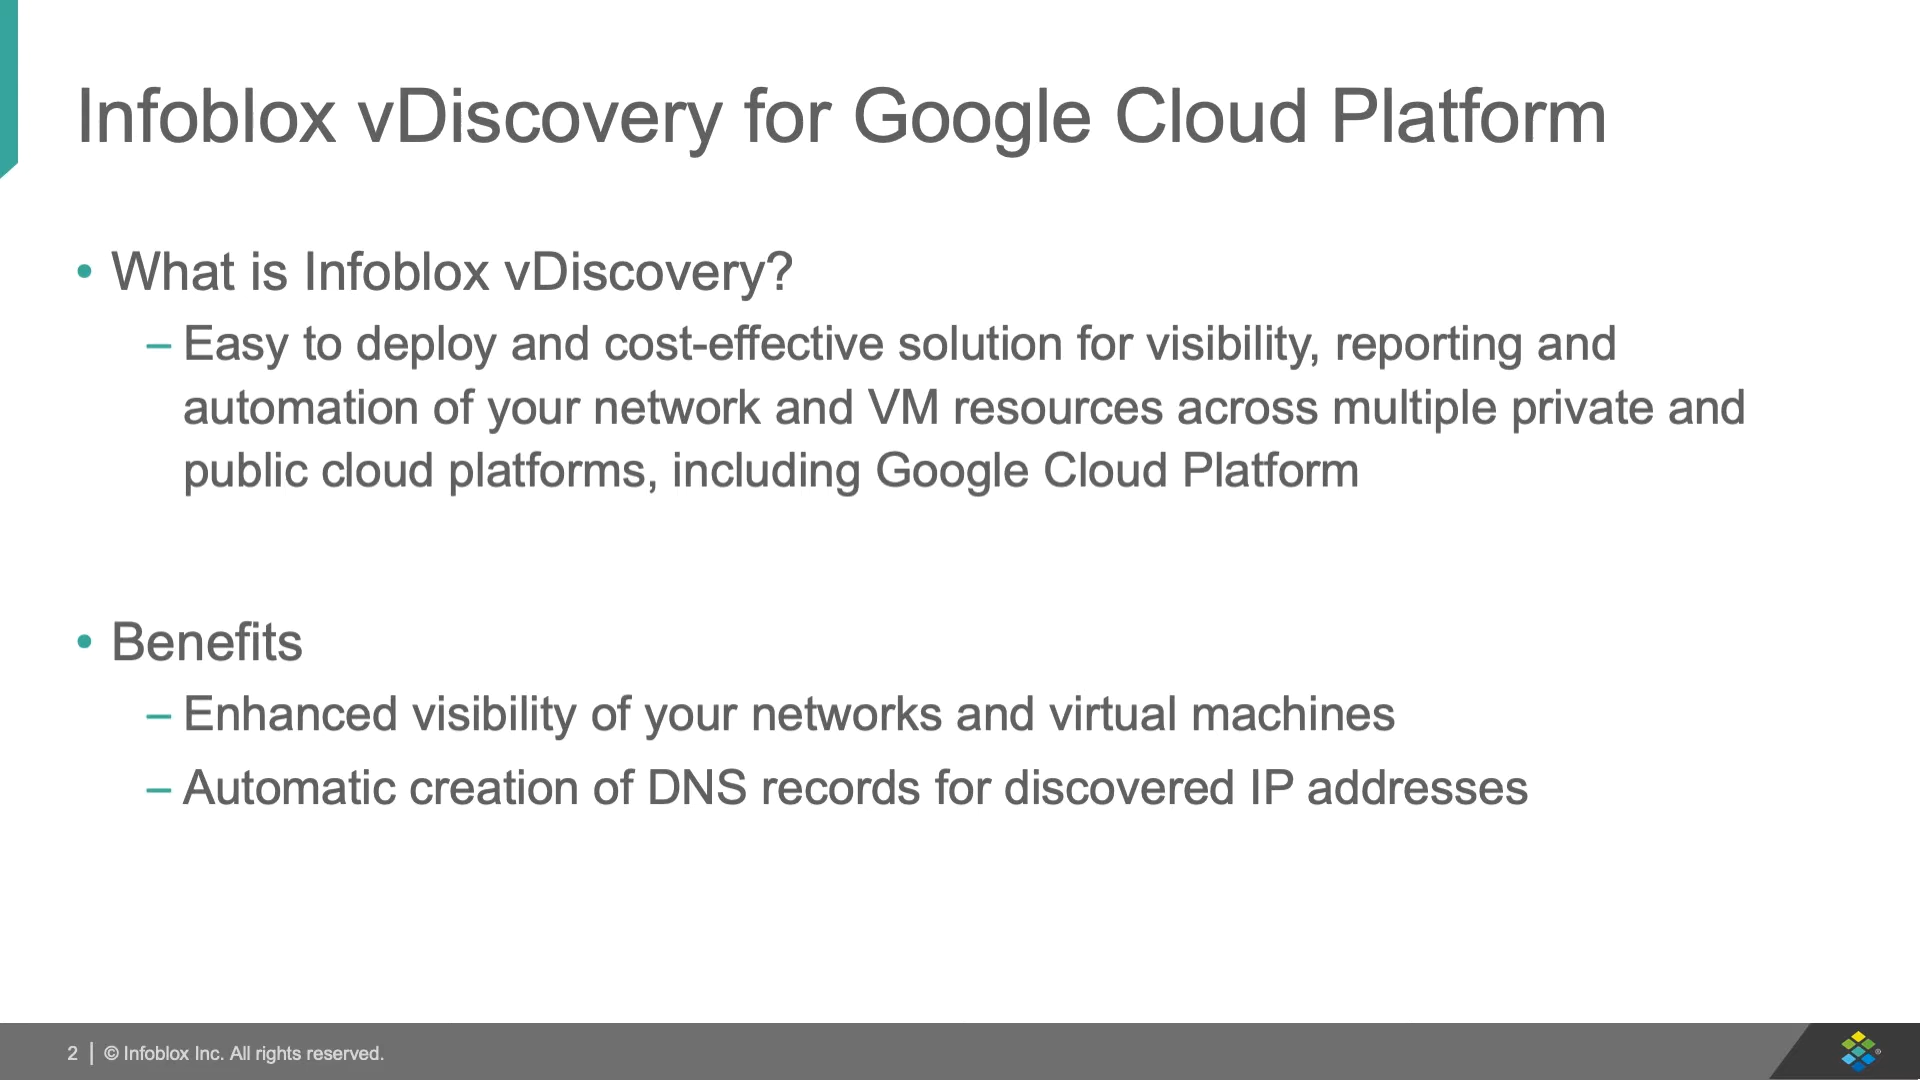 Infoblox vDiscovery for Google Cloud Platform
• What is Infoblox vDiscovery?
– Easy to deploy and cost-effective solution for visibility, reporting and
automation of your network and VM resources across multiple private and
public cloud platforms, including Google Cloud Platform
• Benefits
– Enhanced visibility of your networks and virtual machines
– Automatic creation of DNS records for discovered IP addresses
2 | © Infoblox Inc. All rights reserved.
®